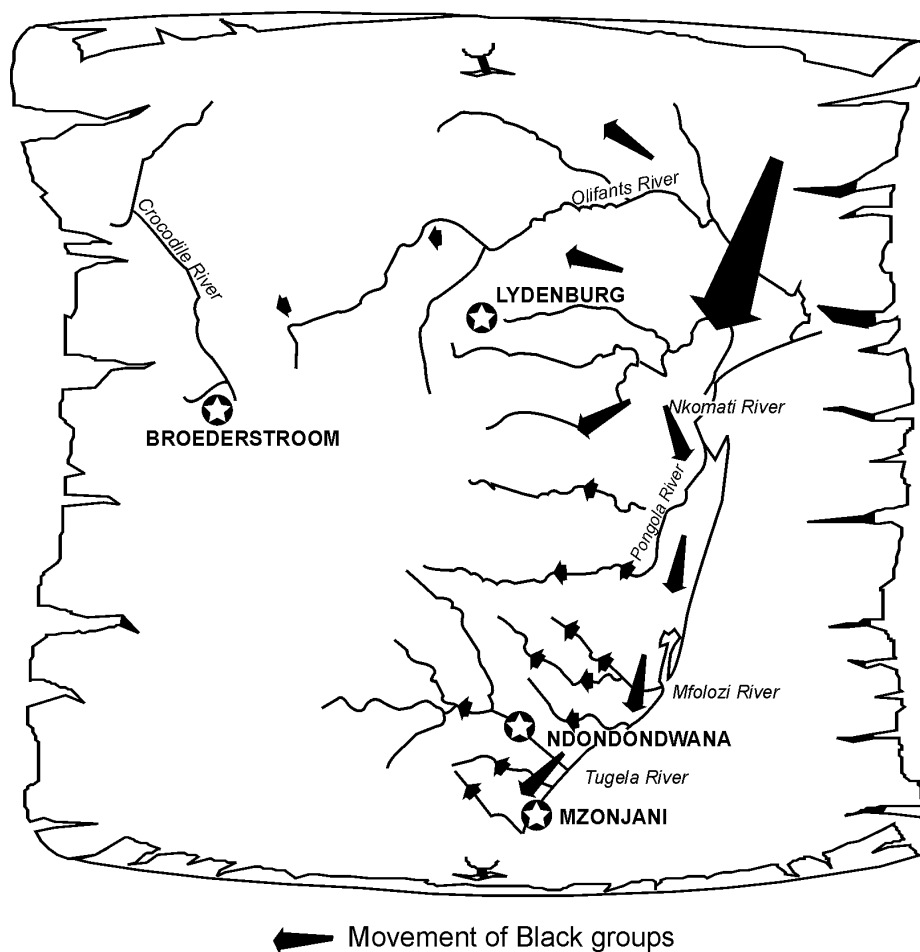 Olifants River
Crocodile River
LYDENBURG
BROEDERSTROOM
Nkomati River
Pongola River
Mfolozi River
NDONDONDWANA
Tugela River
MZONJANI
Movement of Black groups